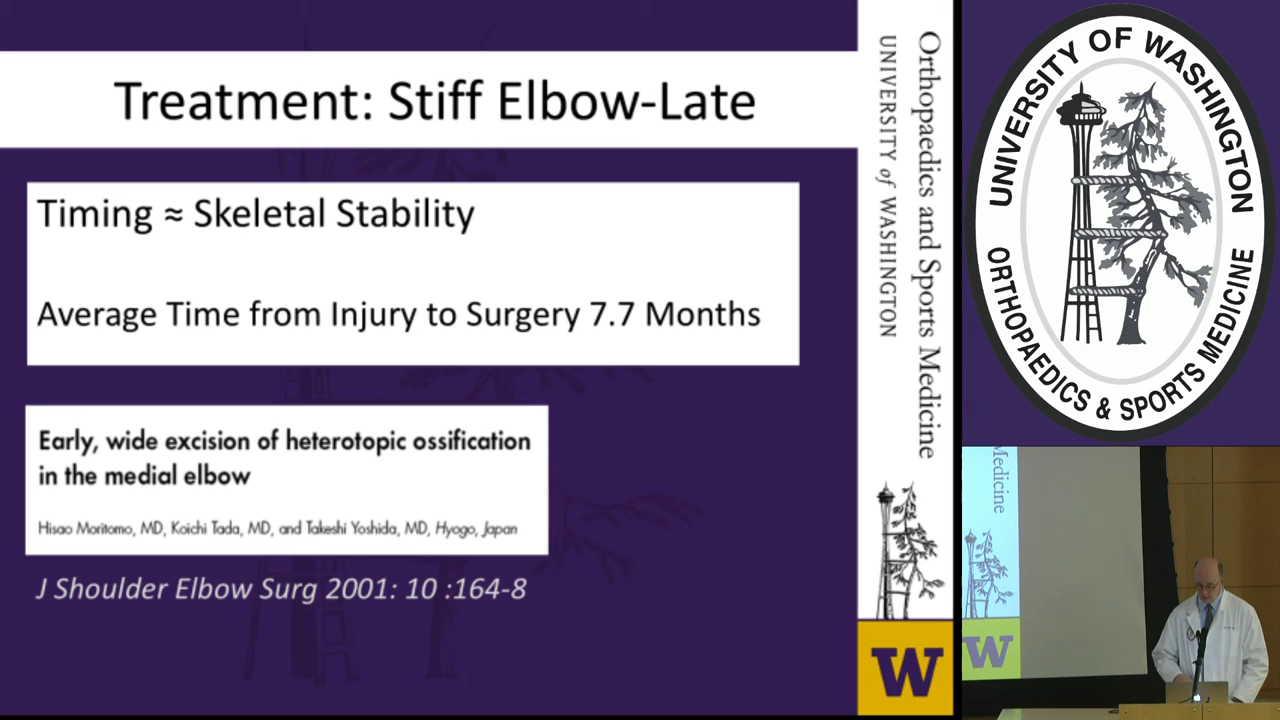 Treatment: Stiff Elbow-Late
Timing ≈ Skeletal Stability
Average Time from Injury to Surgery 7.7 Months
Early, wide excision of heterotopic ossification
in the medial elbow
Hisao Moritomo, MD, Koichi Tada, MD, and Takeshi Yoshida, MD, Hyogo, Japan
J Shoulder Elbow Surg 2001: 10 :164-8
Orthopaedics and Sports Medicine
UNIVERSITY of WASHINGTON
W
UNIVERSITY OF WASHINGTON
ORTHOPAEDICS & SPORTS MEDICINE
Medicine
W